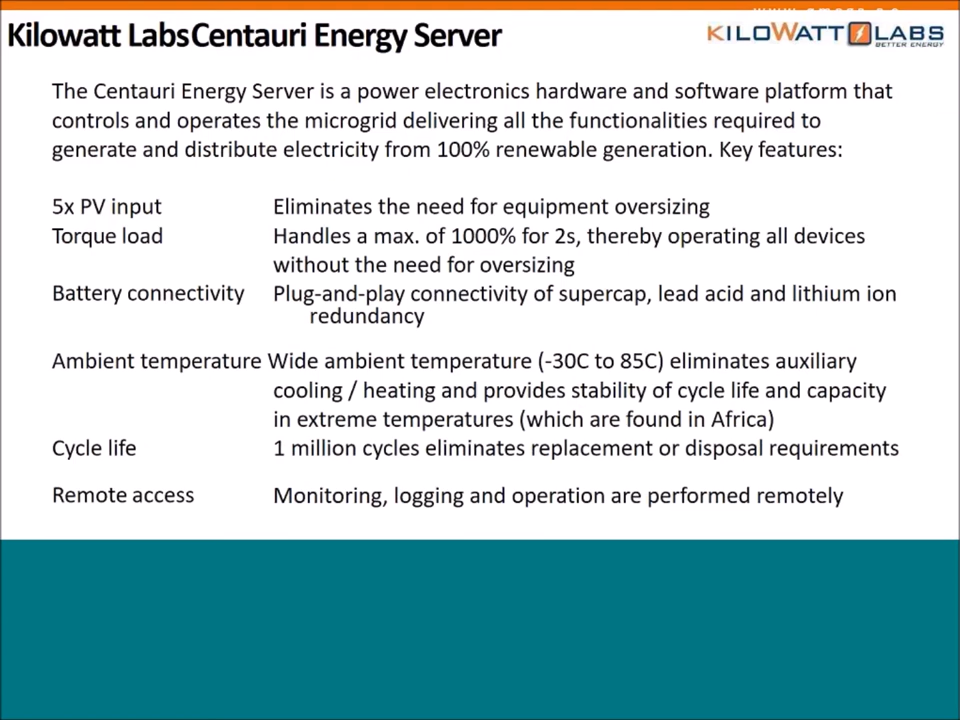 Kilowatt Labs Centauri Energy Server
KILOWATT LABS
BETTER ENERGY
The Centauri Energy Server is a power electronics hardware and software platform that
controls and operates the microgrid delivering all the functionalities required to
generate and distribute electricity from 100% renewable generation. Key features:
5x PV input Eliminates the need for equipment oversizing
Torque load Handles a max. of 1000% for 2s, thereby operating all devices
without the need for oversizing
Battery connectivity Plug-and-play connectivity of supercap, lead acid and lithium ion
redundancy
Ambient temperature Wide ambient temperature (-30C to 85C) eliminates auxiliary
cooling / heating and provides stability of cycle life and capacity
in extreme temperatures (which are found in Africa)
Cycle life 1 million cycles eliminates replacement or disposal requirements
Remote access Monitoring, logging and operation are performed remotely